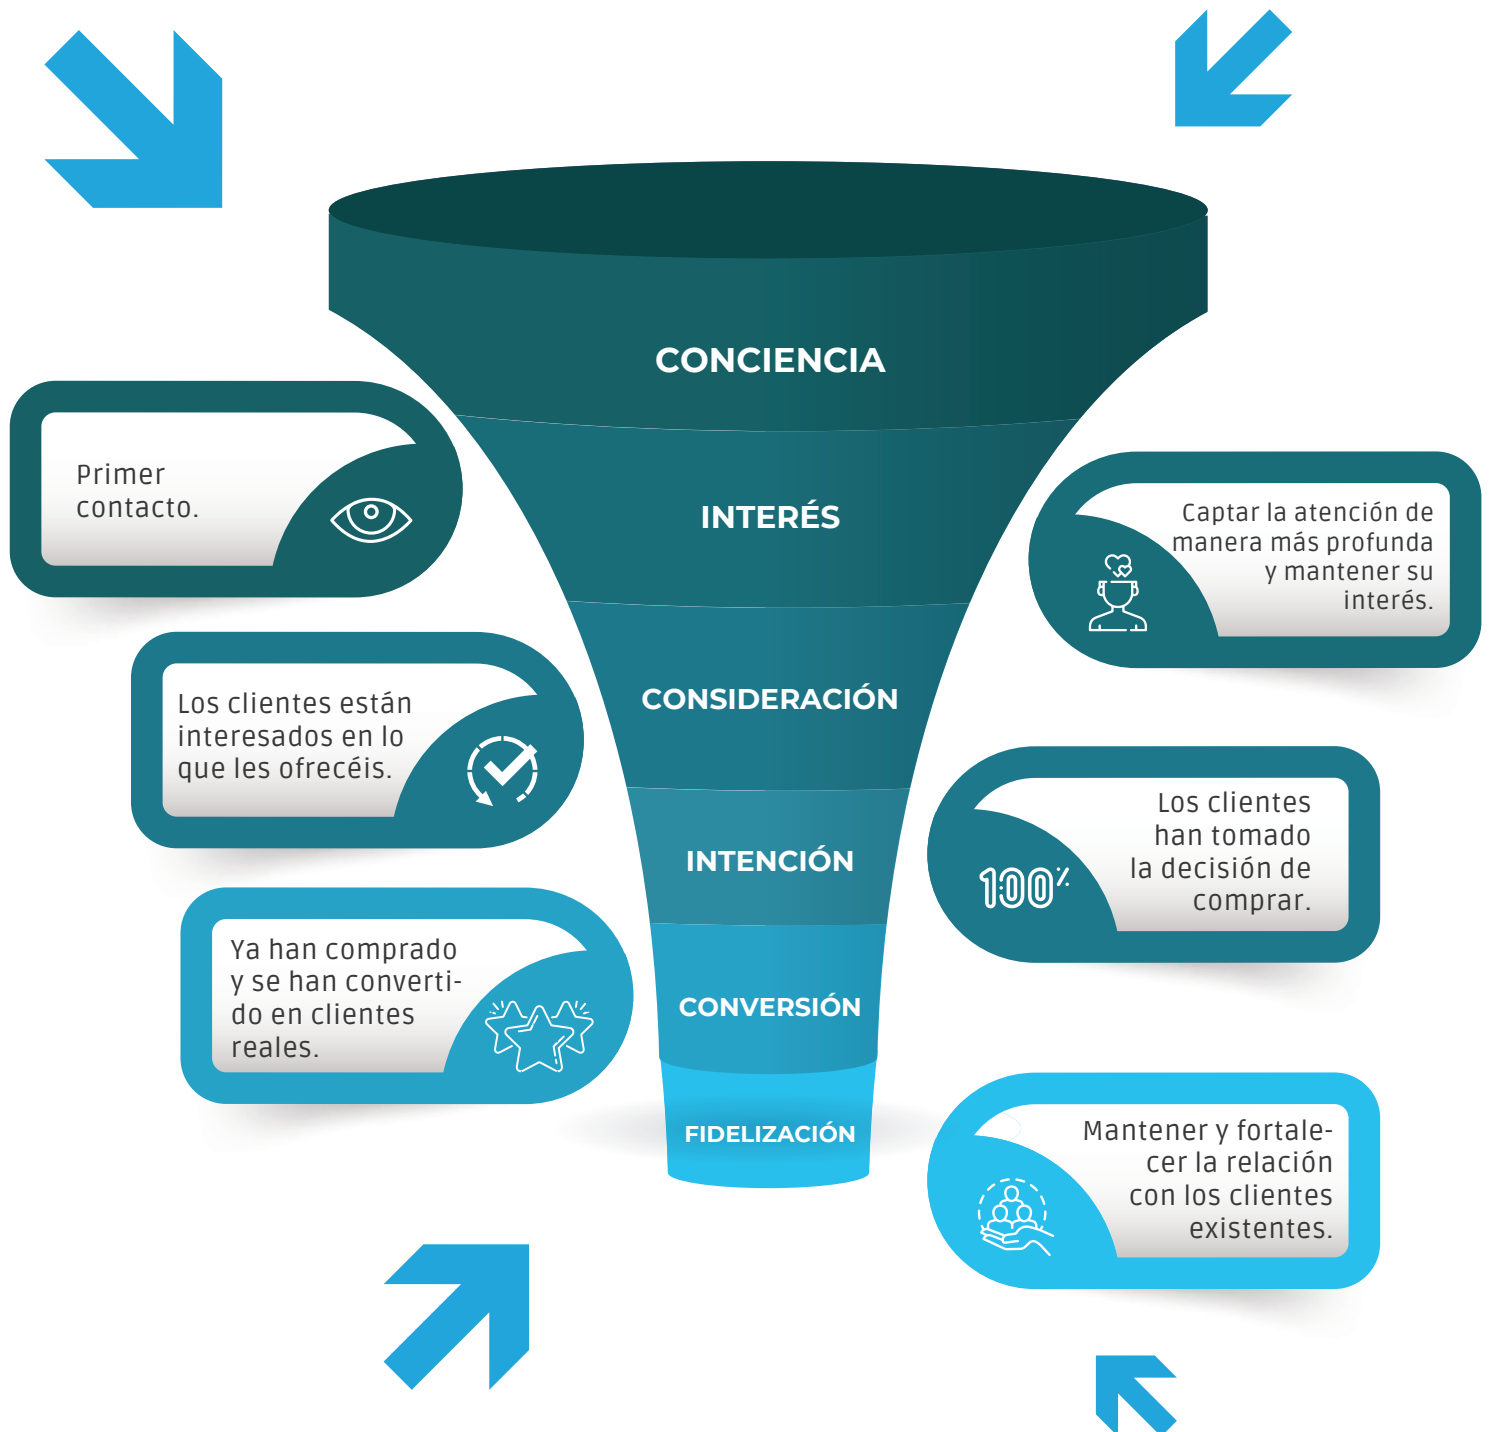 CONCIENCIA
Primer
contacto.
INTERÉS
Captar la atención de
manera más profunda
y mantener su
interés.
CONSIDERACIÓN
Los clientes están
interesados en lo
que les ofrecéis.
INTENCIÓN
100%
Los clientes
han tomado
la decisión de
comprar.
CONVERSIÓN
Ya han comprado
y se han converti-
do en clientes
reales.
FIDELIZACIÓN
Mantener y fortale-
cer la relación
con los clientes
existentes.